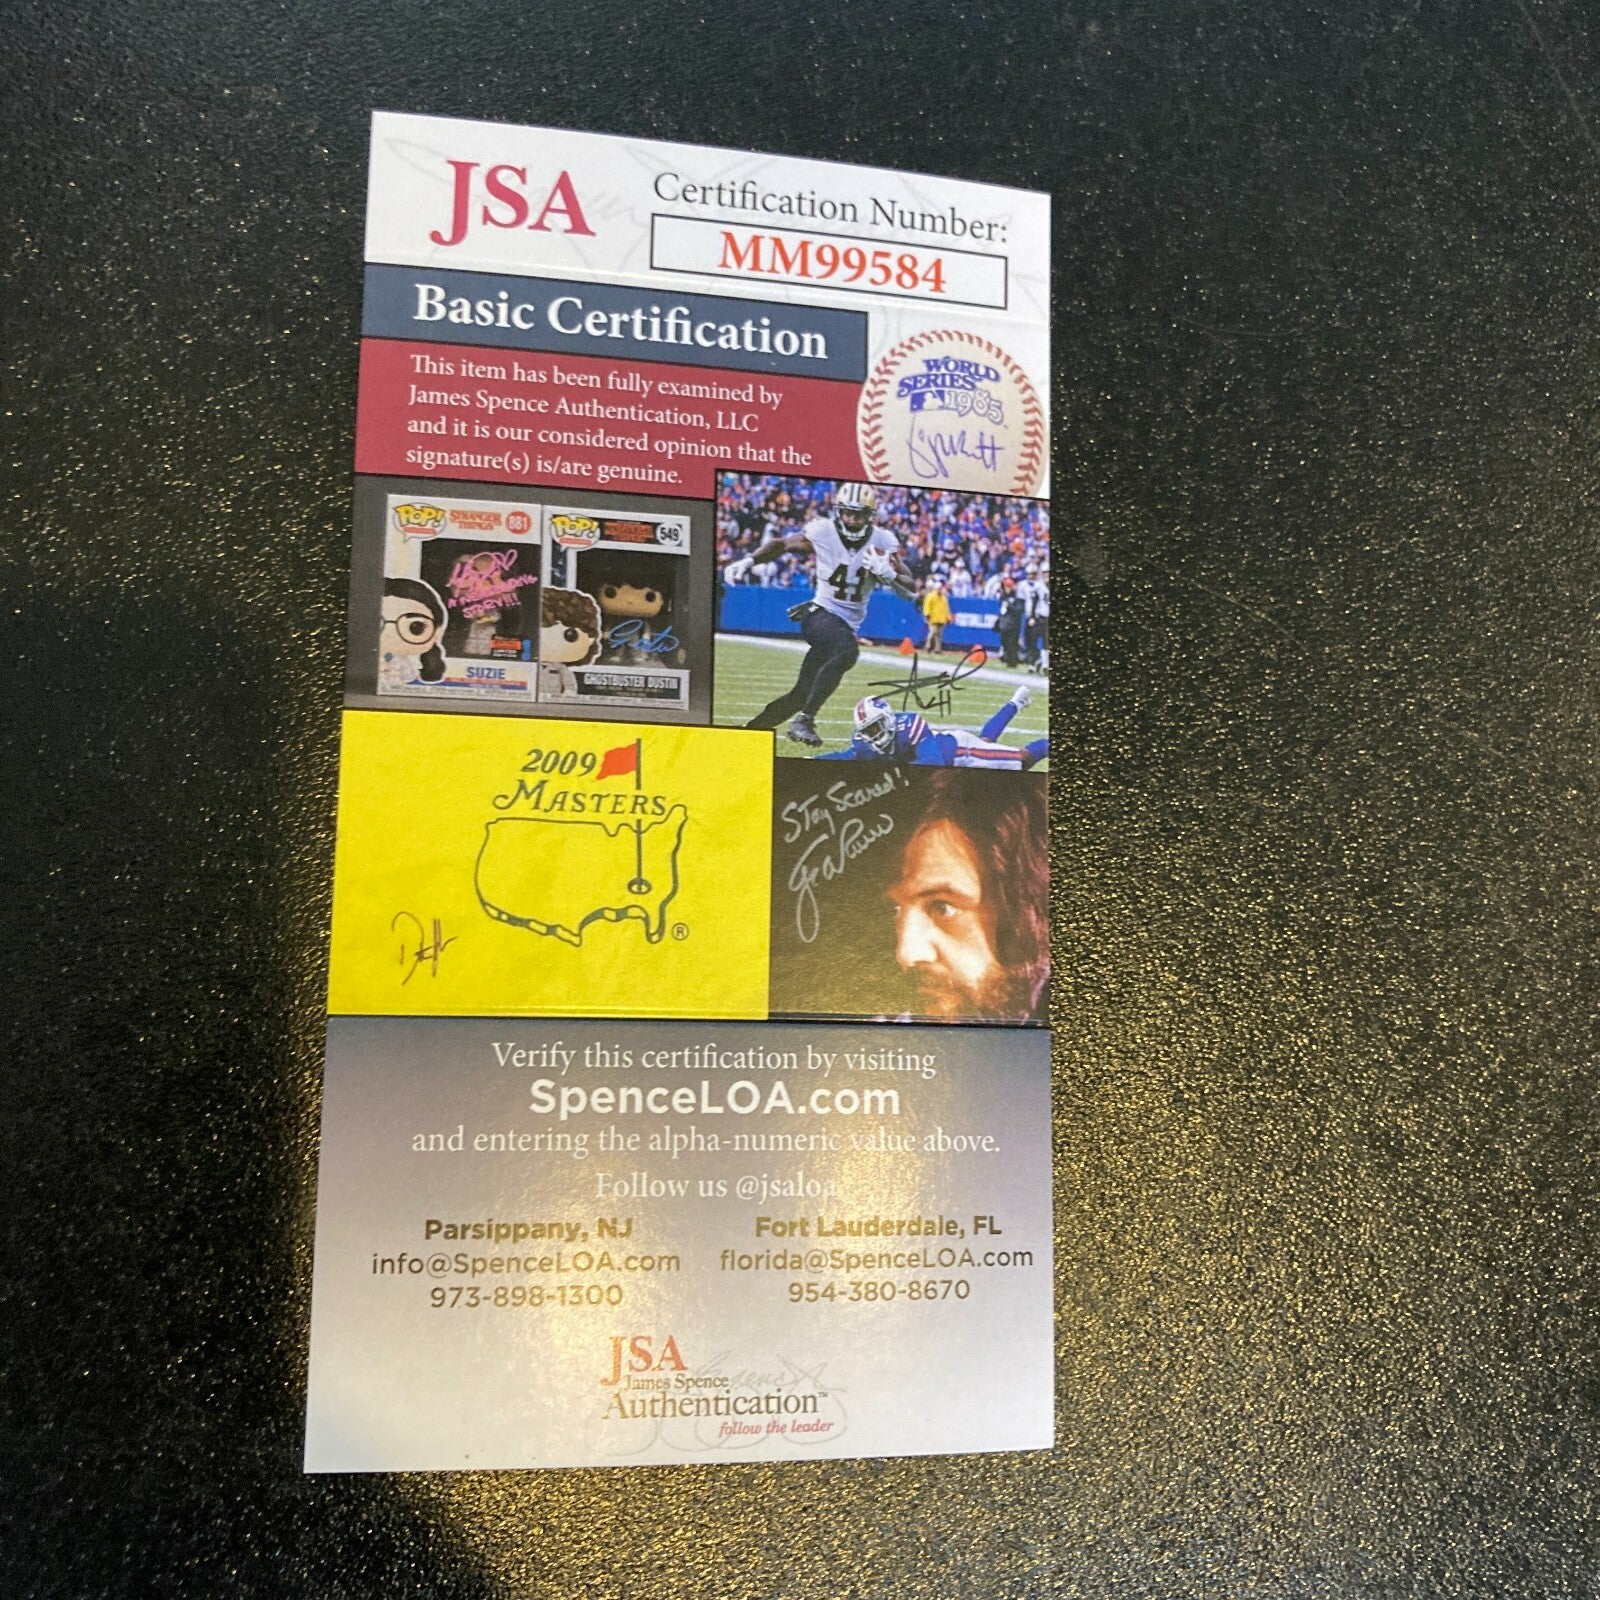 JSA
Certification Number:
MM99584
Basic Certification
This item has been fully examined by
James Spence Authentication, LLC
and it is our considered opinion that the
signature(s) is/are genuine.
WORLD
SERIES
1985
POP!
STRANGER
THINGS
881
SUZIE
POP!
549
GHOSTBUSTER DUSTIN
41
2009
MASTERS
®
Stay Scared!
Verify this certification by visiting
SpenceLOA.com
and entering the alpha-numeric value above.
Follow us @jsaloa
Parsippany, NJ
info@SpenceLOA.com
973-898-1300
Fort Lauderdale, FL
florida@SpenceLOA.com
954-380-8670
JSA
James Spence
Authentication™
follow the leader